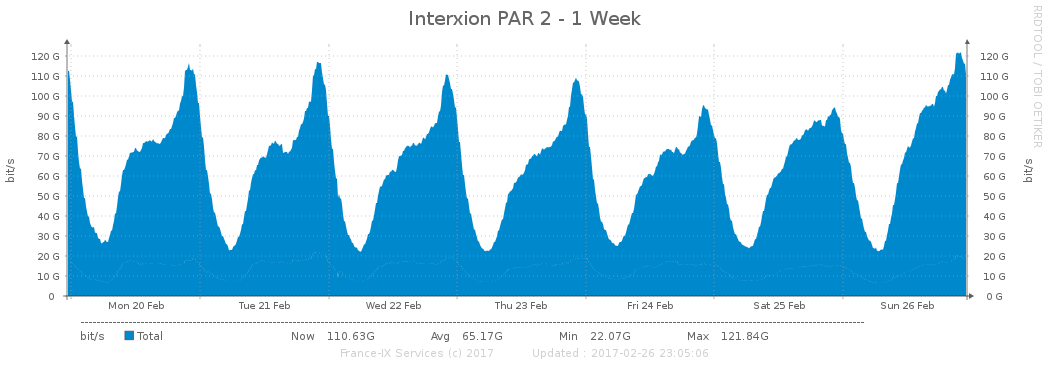 Interxion PAR 2 - 1 Week
RRDTOOL / TOBI OETIKER
bit/s
120 G 120 G
110 G 110 G
100 G 100 G
90 G 90 G
80 G 80 G
70 G 70 G
60 G 60 G
50 G 50 G
40 G 40 G
30 G 30 G
20 G 20 G
10 G 10 G
0 0 G
bit/s
Mon 20 Feb Tue 21 Feb Wed 22 Feb Thu 23 Feb Fri 24 Feb Sat 25 Feb Sun 26 Feb
bit/s Total Now 110.63G Avg 65.17G Min 22.07G Max 121.84G
France-IX Services (c) 2017 Updated : 2017-02-26 23:05:06